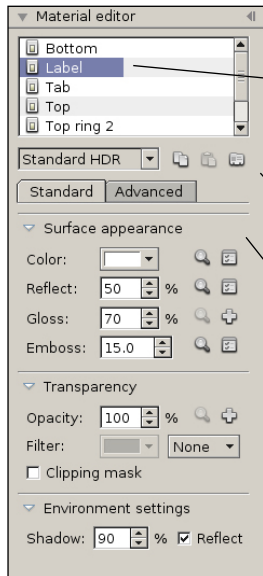 Material editor
Bottom
Label
Tab
Top
Top ring 2
Standard HDR
Standard Advanced
Surface appearance
Color:
Reflect: 50 %
Gloss: 70 %
Emboss: 15.0
Transparency
Opacity: 100 %
Filter: None
Clipping mask
Environment settings
Shadow: 90 % Reflect